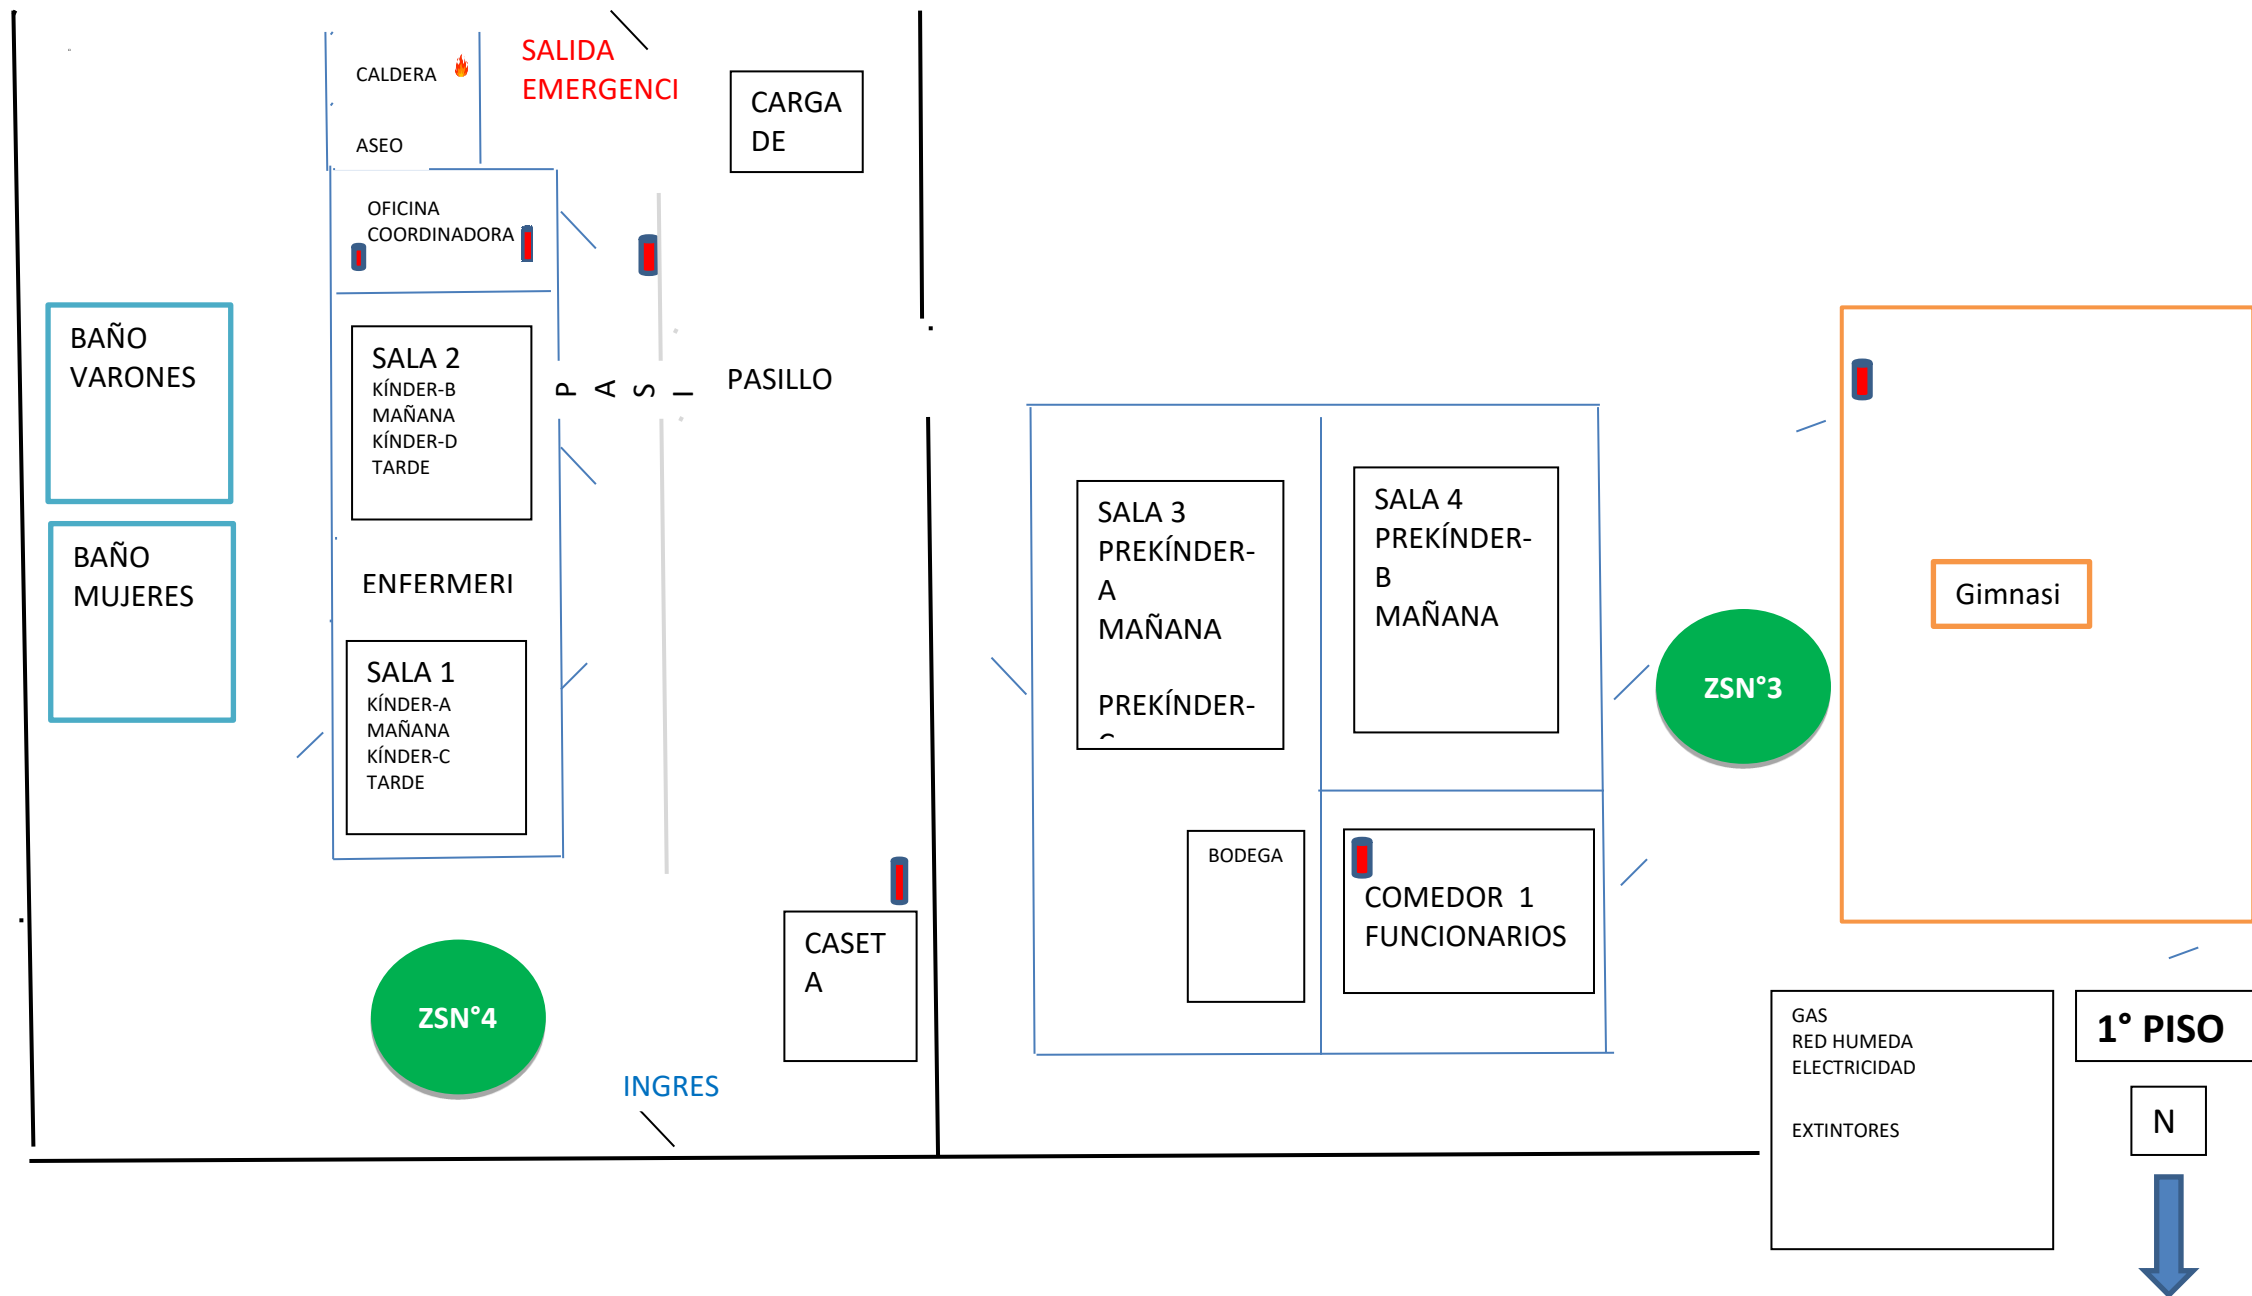 CALDERA
ASEO
SALIDA
EMERGENCI
CARGA
DE
OFICINA
COORDINADORA
BAÑO
VARONES
SALA 2
KÍNDER-B
MAÑANA
KÍNDER-D
TARDE
P A S I
PASILLO
BAÑO
MUJERES
ENFERMERI
SALA 1
KÍNDER-A
MAÑANA
KÍNDER-C
TARDE
ZSN°4
CASET
A
INGRES
SALA 3
PREKÍNDER-
A
MAÑANA
PREKÍNDER-
SALA 4
PREKÍNDER-
B
MAÑANA
BODEGA
COMEDOR 1
FUNCIONARIOS
ZSN°3
Gimnasi
GAS
RED HUMEDA
ELECTRICIDAD
EXTINTORES
1° PISO
N